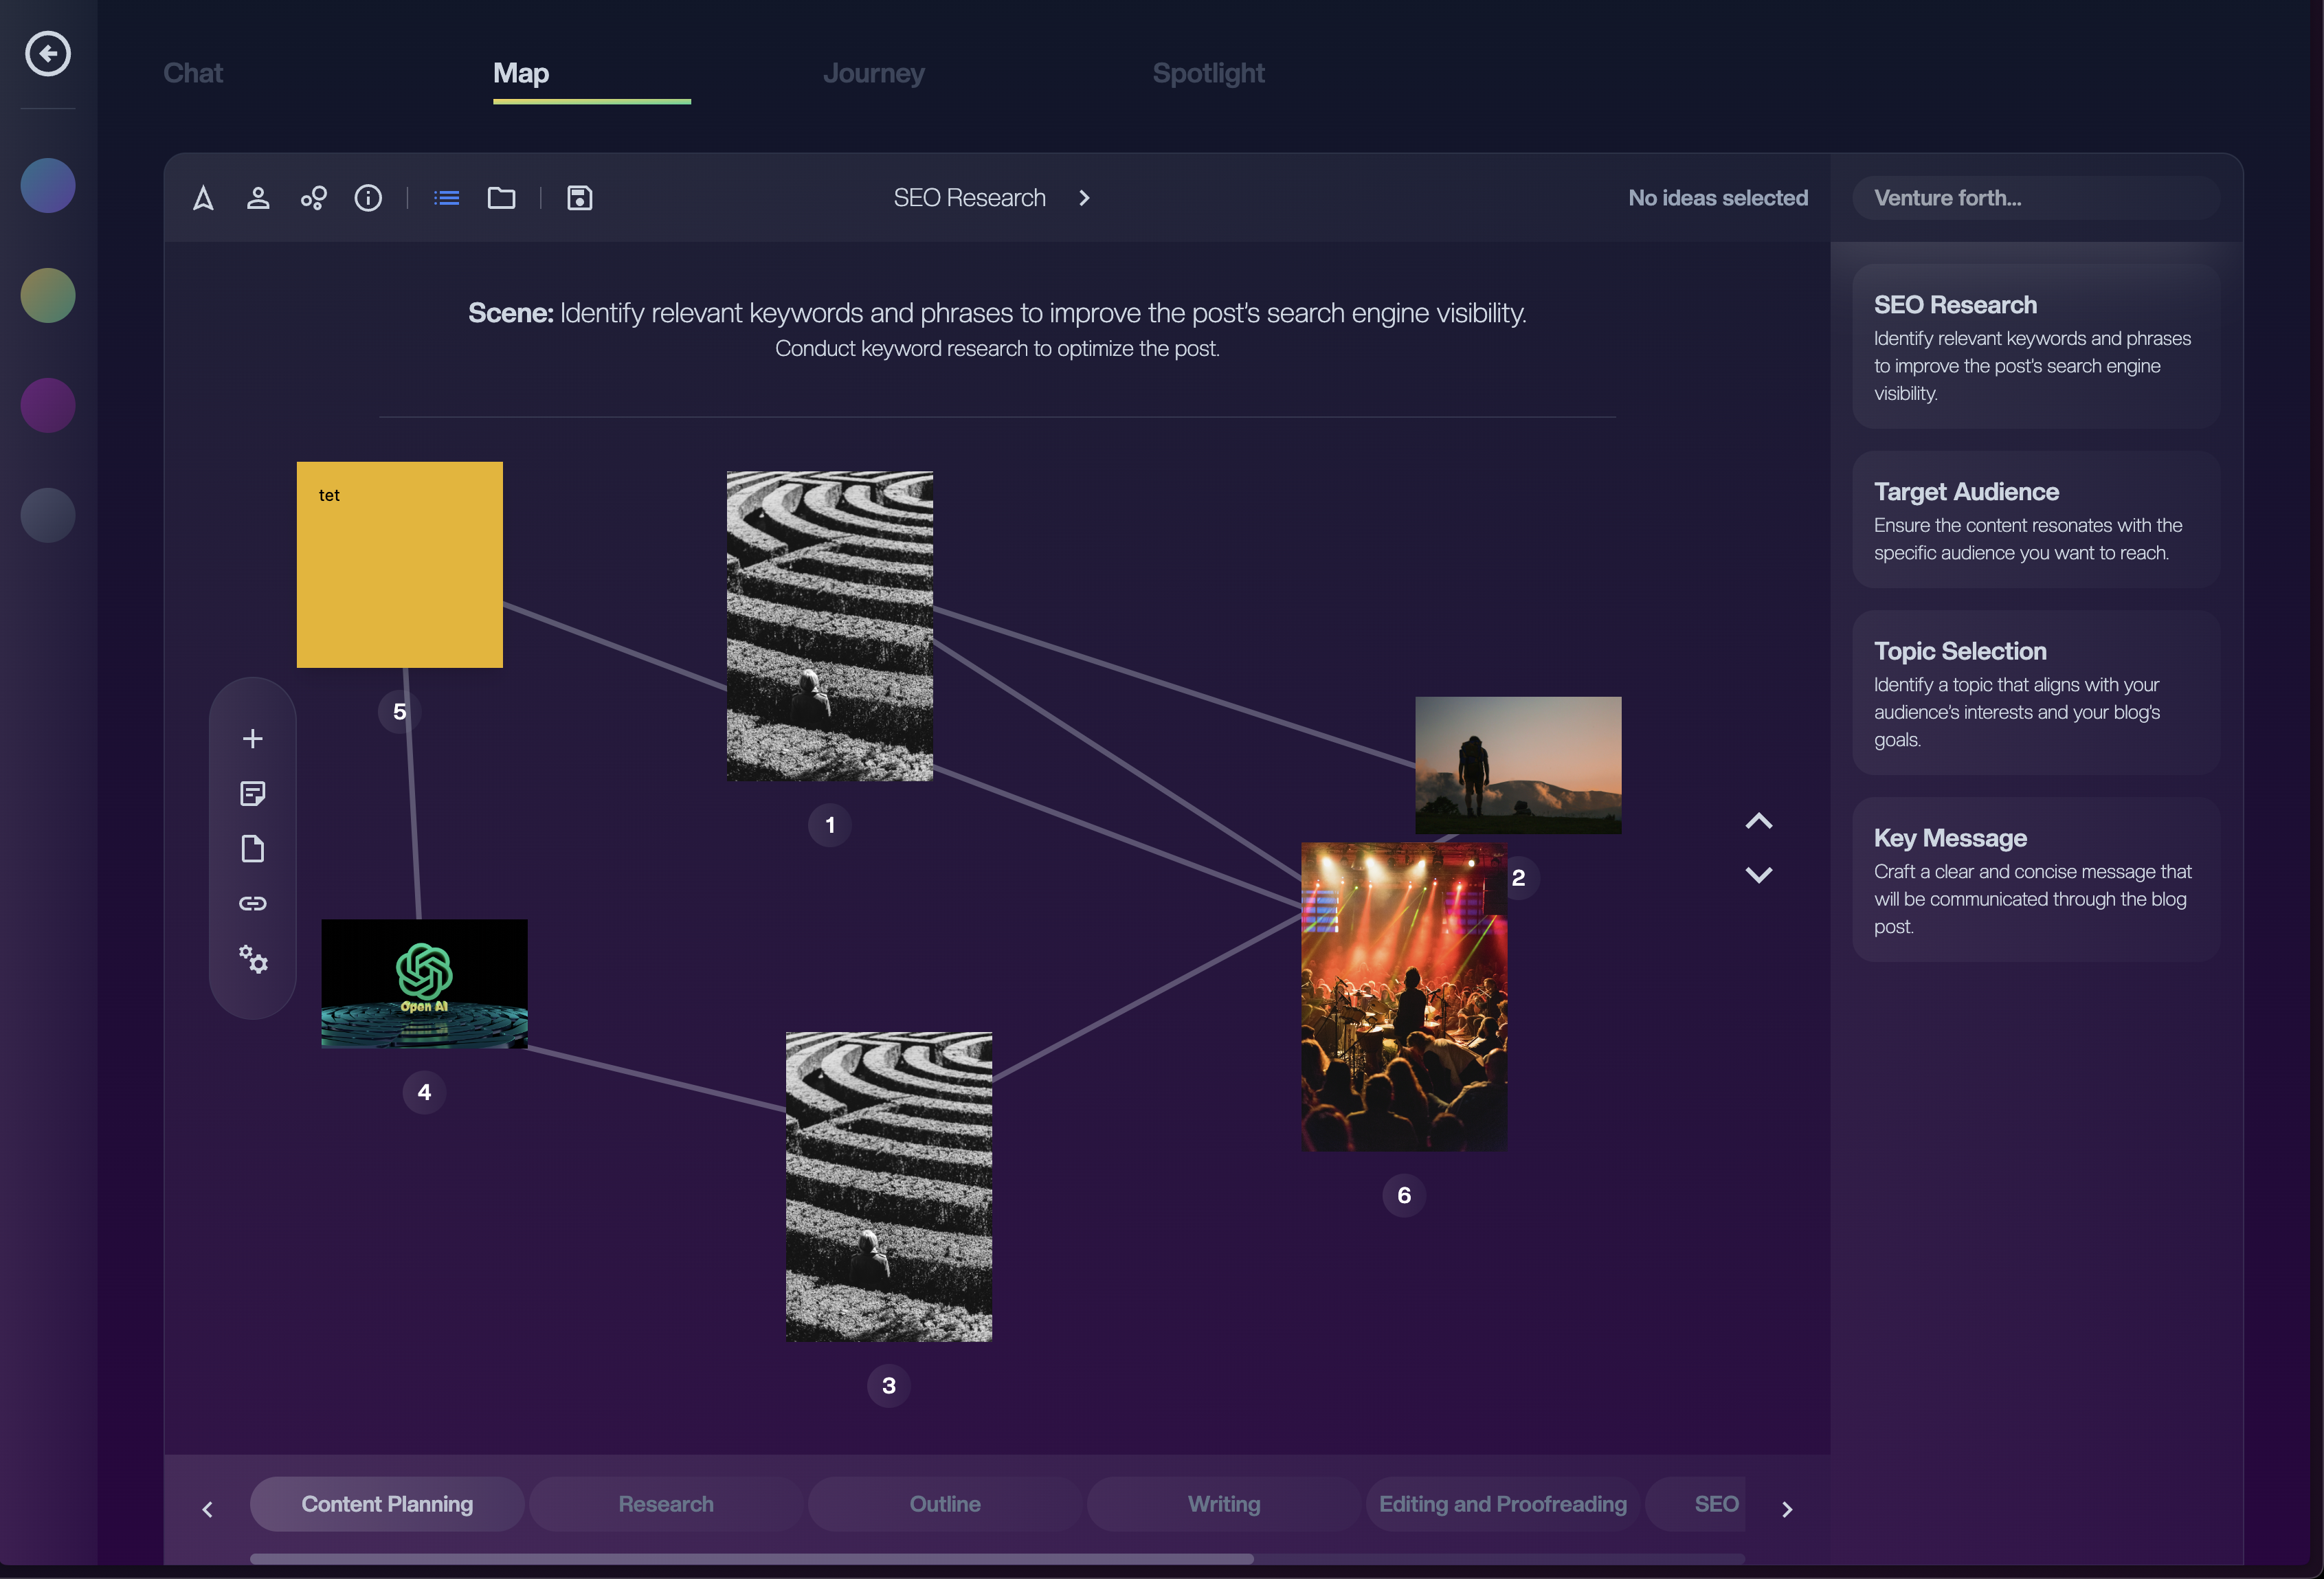 Chat
Map
Journey
Spotlight
SEO Research
No ideas selected
Venture forth...
Scene: Identify relevant keywords and phrases to improve the post's search engine visibility.
Conduct keyword research to optimize the post.
tet
5
1
2
Open AI
4
6
3
SEO Research
Identify relevant keywords and phrases
to improve the post's search engine
visibility.
Target Audience
Ensure the content resonates with the
specific audience you want to reach.
Topic Selection
Identify a topic that aligns with your
audience's interests and your blog's
goals.
Key Message
Craft a clear and concise message that
will be communicated through the blog
post.
Content Planning
Research
Outline
Writing
Editing and Proofreading
SEO